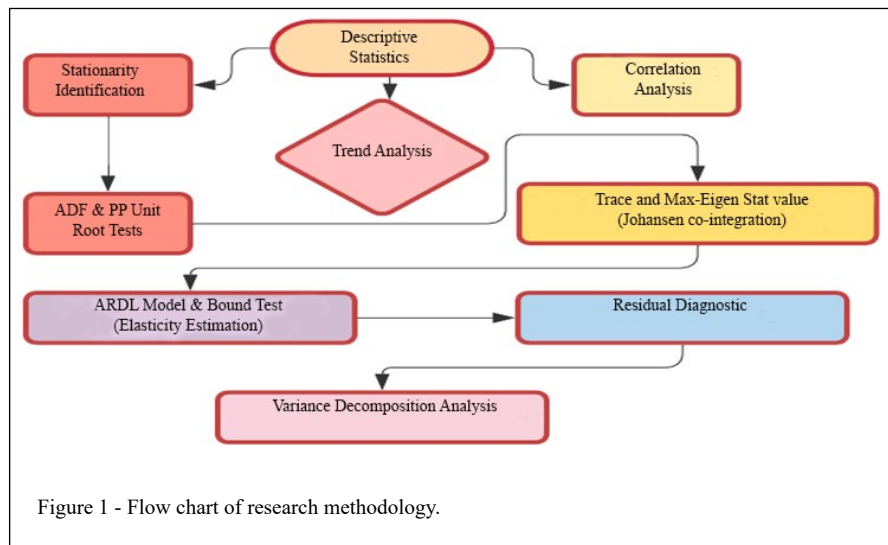 Descriptive
Statistics
Stationarity
Identification
Correlation
Analysis
Trend Analysis
ADF & PP Unit
Root Tests
Trace and Max-Eigen Stat value
(Johansen co-integration)
ARDL Model & Bound Test
(Elasticity Estimation)
Residual Diagnostic
Variance Decomposition Analysis
Figure 1 - Flow chart of research methodology.